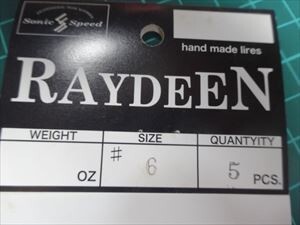 Sonic Speed
hand made lires
RAYDEEN
WEIGHT SIZE QUANTYITY
OZ # 6 5 PCS.